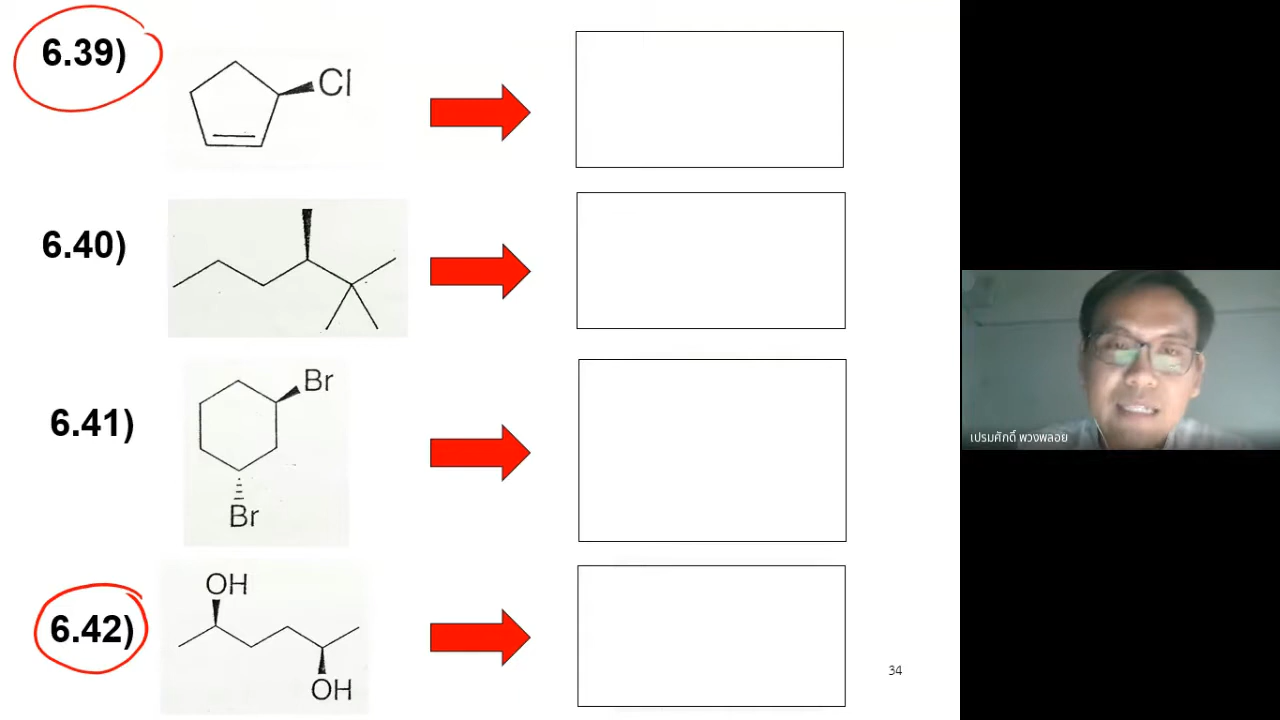 6.39)
Cl
6.40)
6.41)
Br
Br
6.42)
OH
OH
34
เปรมศักดิ์ พวงพลอย